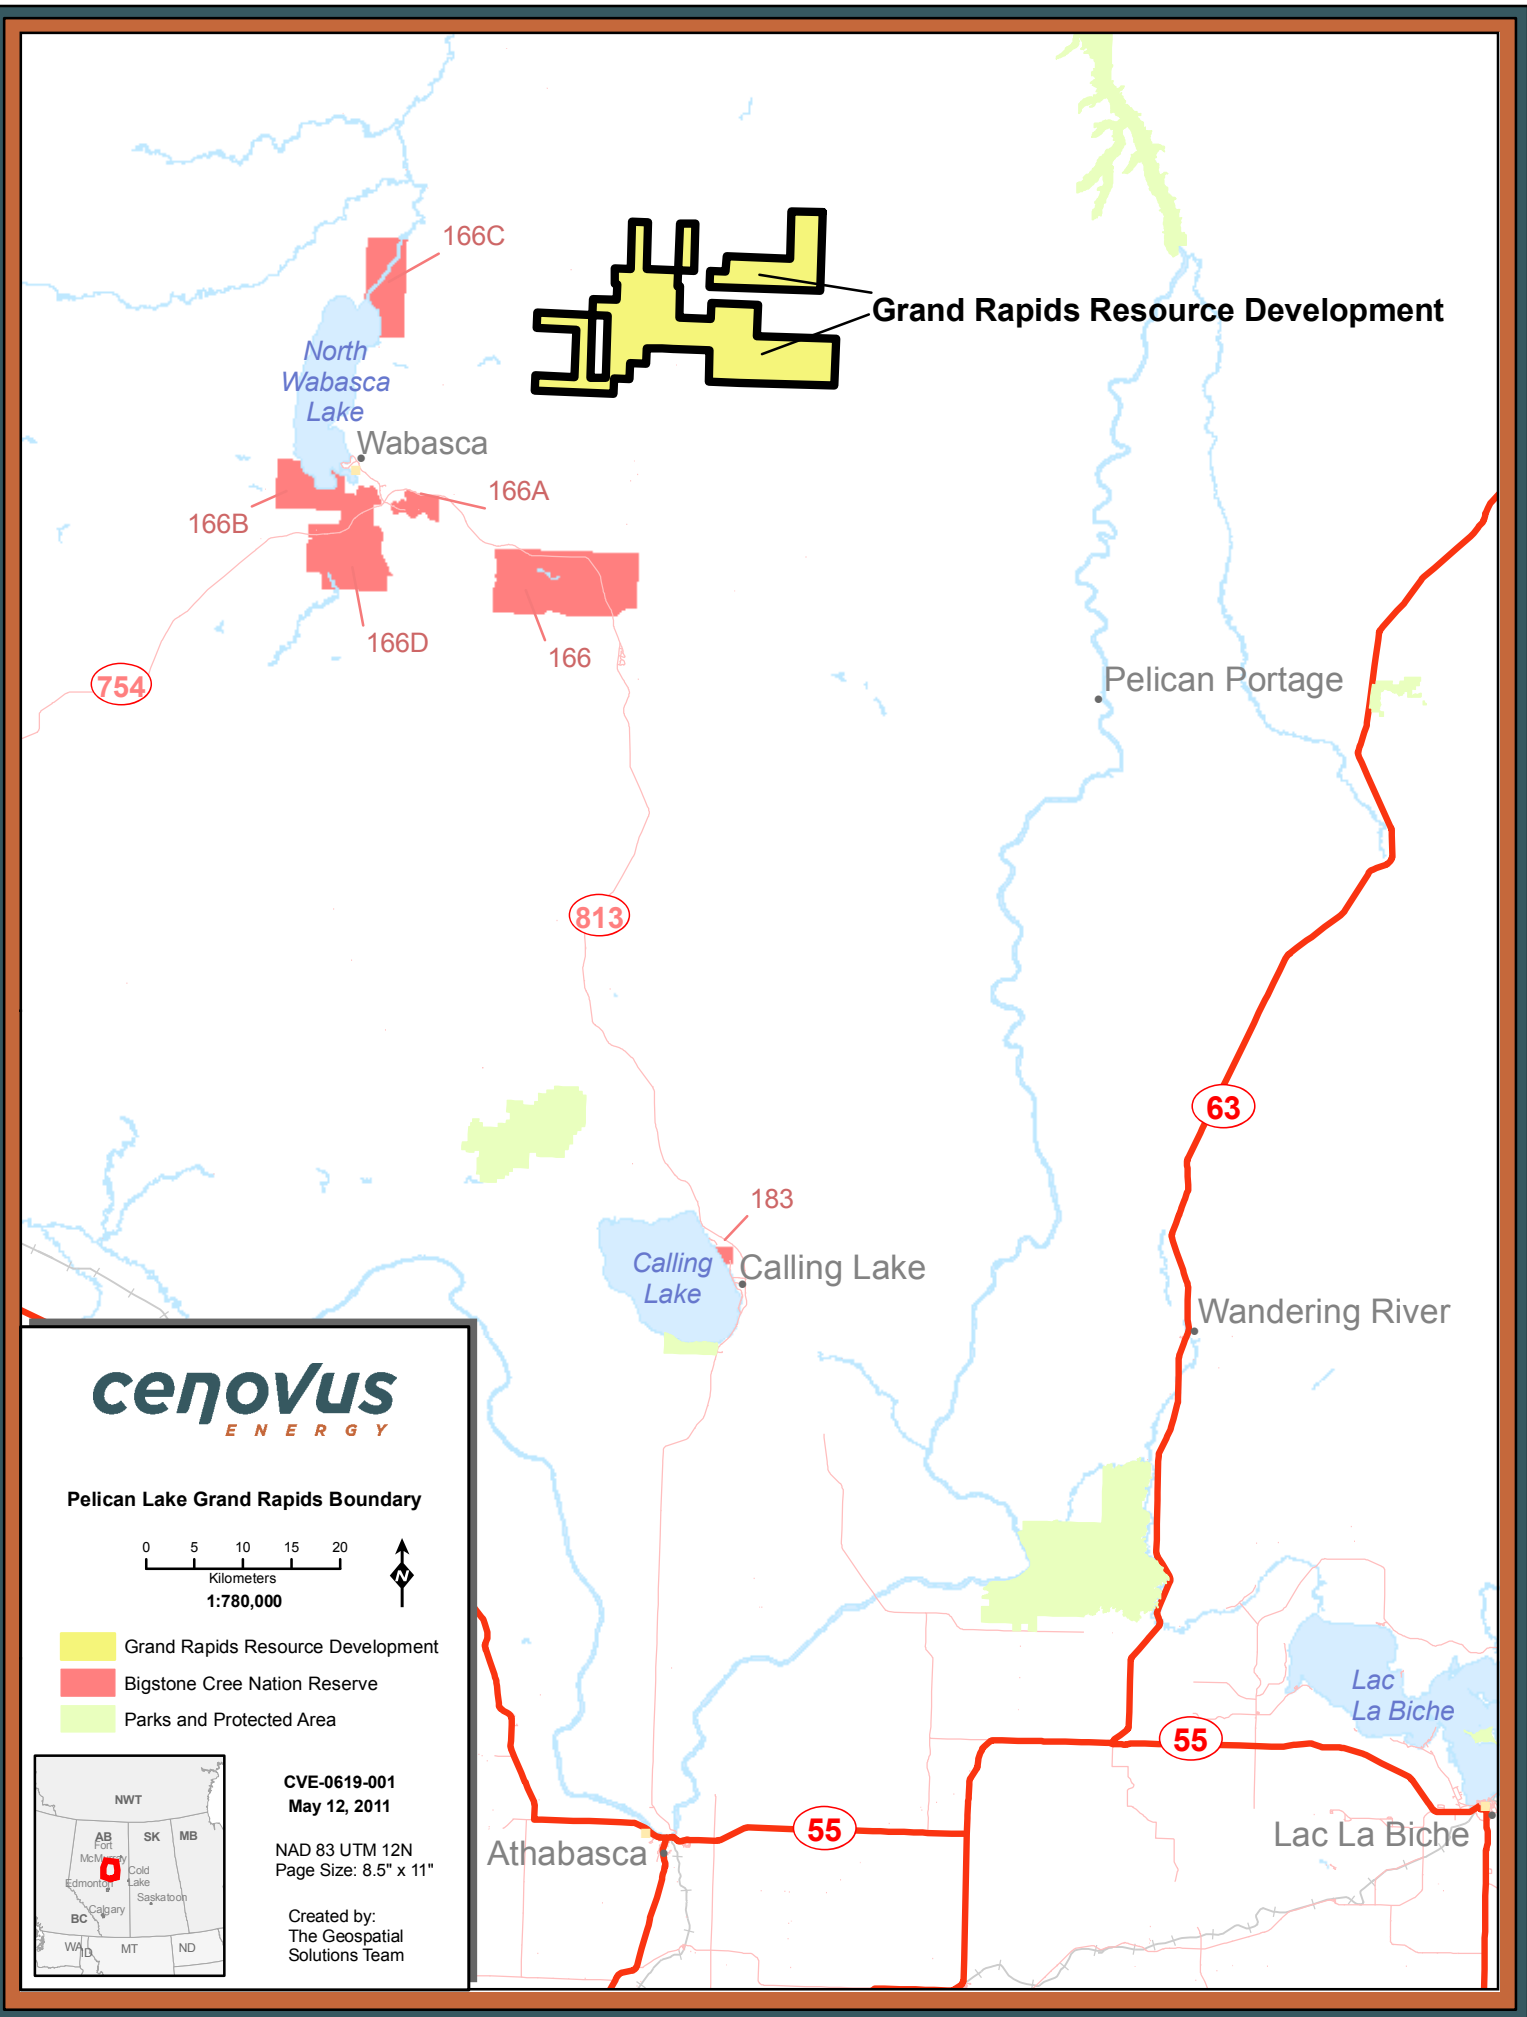 166C
Grand Rapids Resource Development
North
Wabasca
Lake
Wabasca
166A
166B
166D
166
754
Pelican Portage
813
63
183
Calling
Lake
Calling Lake
Wandering River
cenovus
ENERGY
Pelican Lake Grand Rapids Boundary
0 5 10 15 20
Kilometers
1:780,000
N
Grand Rapids Resource Development
Bigstone Cree Nation Reserve
Parks and Protected Area
Lac
La Biche
55
55
Athabasca
Lac La Biche
NWT
AB
SK
MB
Fort
McMurray
Cold
Lake
Edmonton
Saskatoon
Calgary
BC
WA
ID
MT
ND
CVE-0619-001
May 12, 2011
NAD 83 UTM 12N
Page Size: 8.5" x 11"
Created by:
The Geospatial
Solutions Team